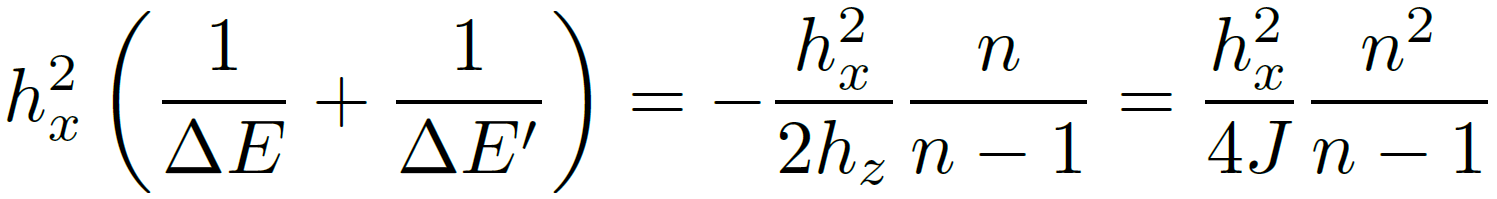 $h_x^2 \left( \frac{1}{\Delta E} + \frac{1}{\Delta E'} \right) = -\frac{h_x^2}{2h_z} \frac{n}{n-1} = \frac{h_x^2}{4J} \frac{n^2}{n-1}$